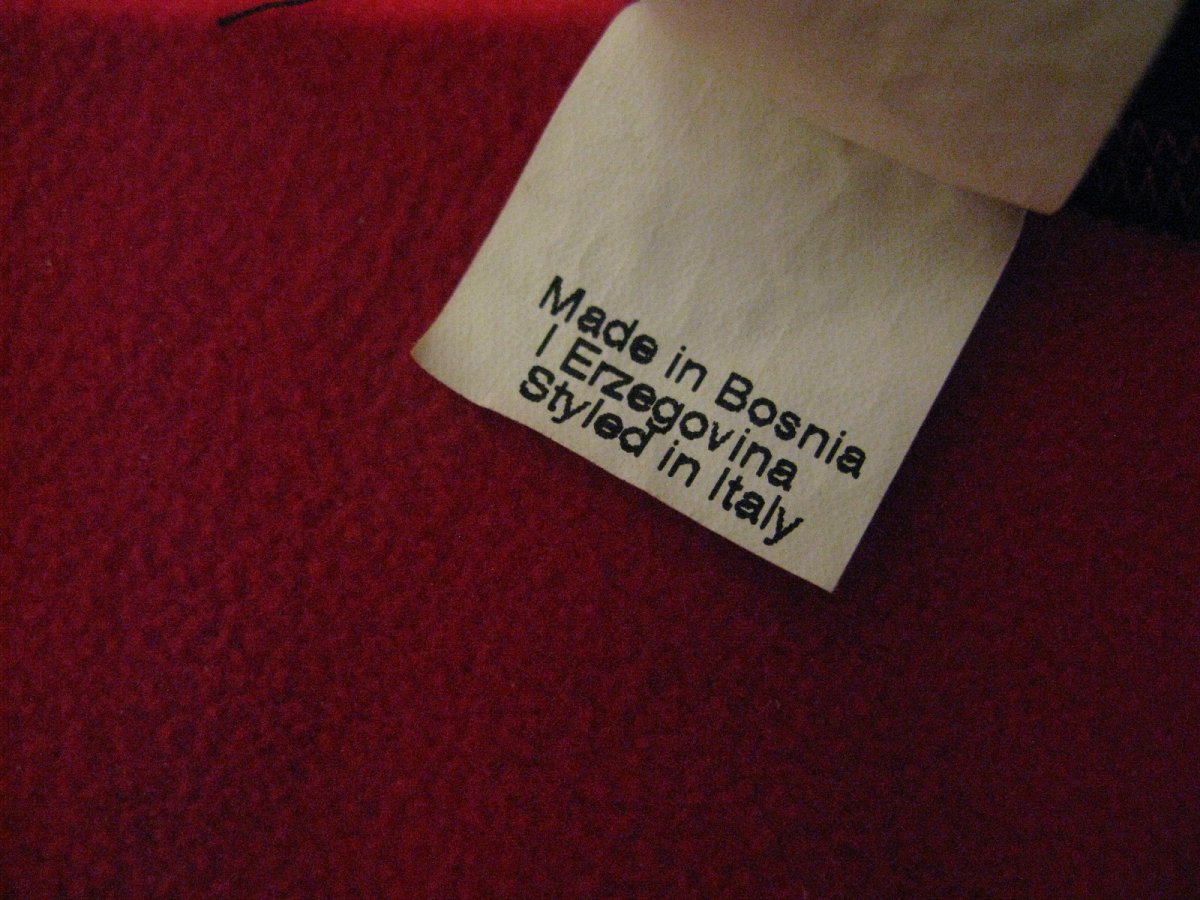 Made in Bosnia
I Erzegovina
Styled in Italy